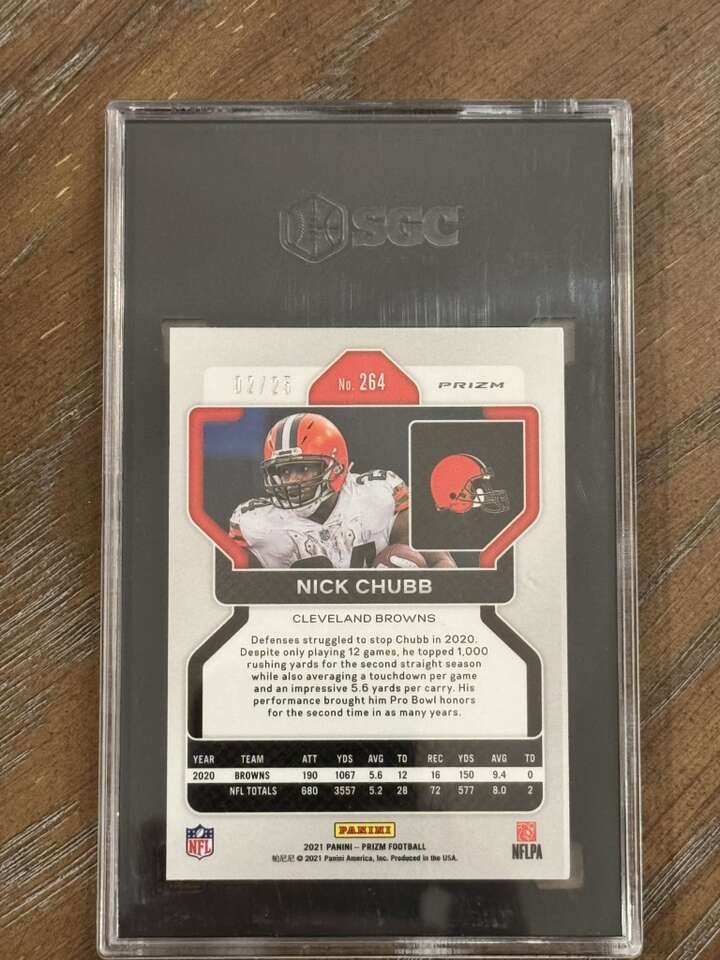 SGC
02/25
No. 264
PRIZM
24
NICK CHUBB
CLEVELAND BROWNS
Defenses struggled to stop Chubb in 2020.
Despite only playing 12 games, he topped 1,000
rushing yards for the second straight season
while also averaging a touchdown per game
and an impressive 5.6 yards per carry. His
performance brought him Pro Bowl honors
for the second time in as many years.
YEAR TEAM ATT YDS AVG TD REC YDS AVG TD
2020 BROWNS 190 1067 5.6 12 16 150 9.4 0
NFL TOTALS 680 3557 5.2 28 72 577 8.0 2
NFL
PANINI
2021 PANINI – PRIZM FOOTBALL
帕尼尼 © 2021 Panini America, Inc. Produced in the USA.
NFLPA